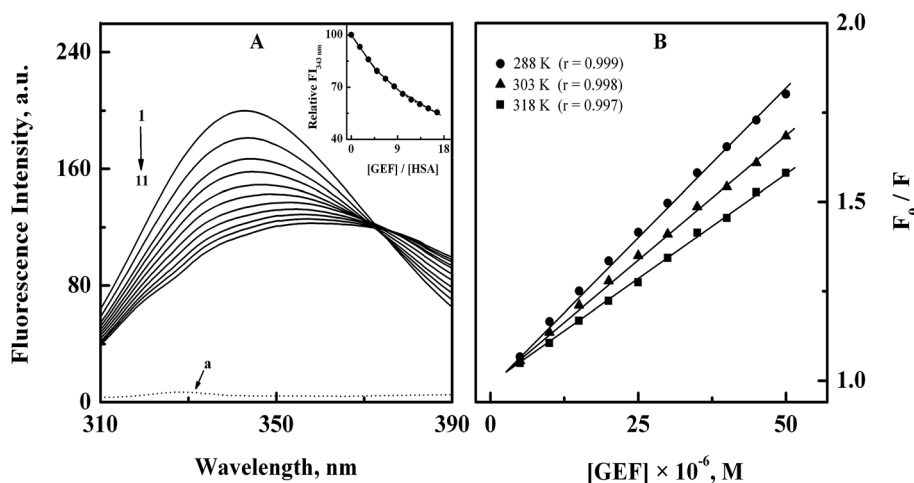 A
Fluorescence Intensity, a.u.
240
160
80
0
310
350
390
Wavelength, nm
1
11
a
Relative FI343 nm
100
70
40
0
9
18
[GEF] / [HSA]
B
288 K (r = 0.999)
303 K (r = 0.998)
318 K (r = 0.997)
2.0
1.5
1.0
F0 / F
0
25
50
[GEF] × 10-6, M